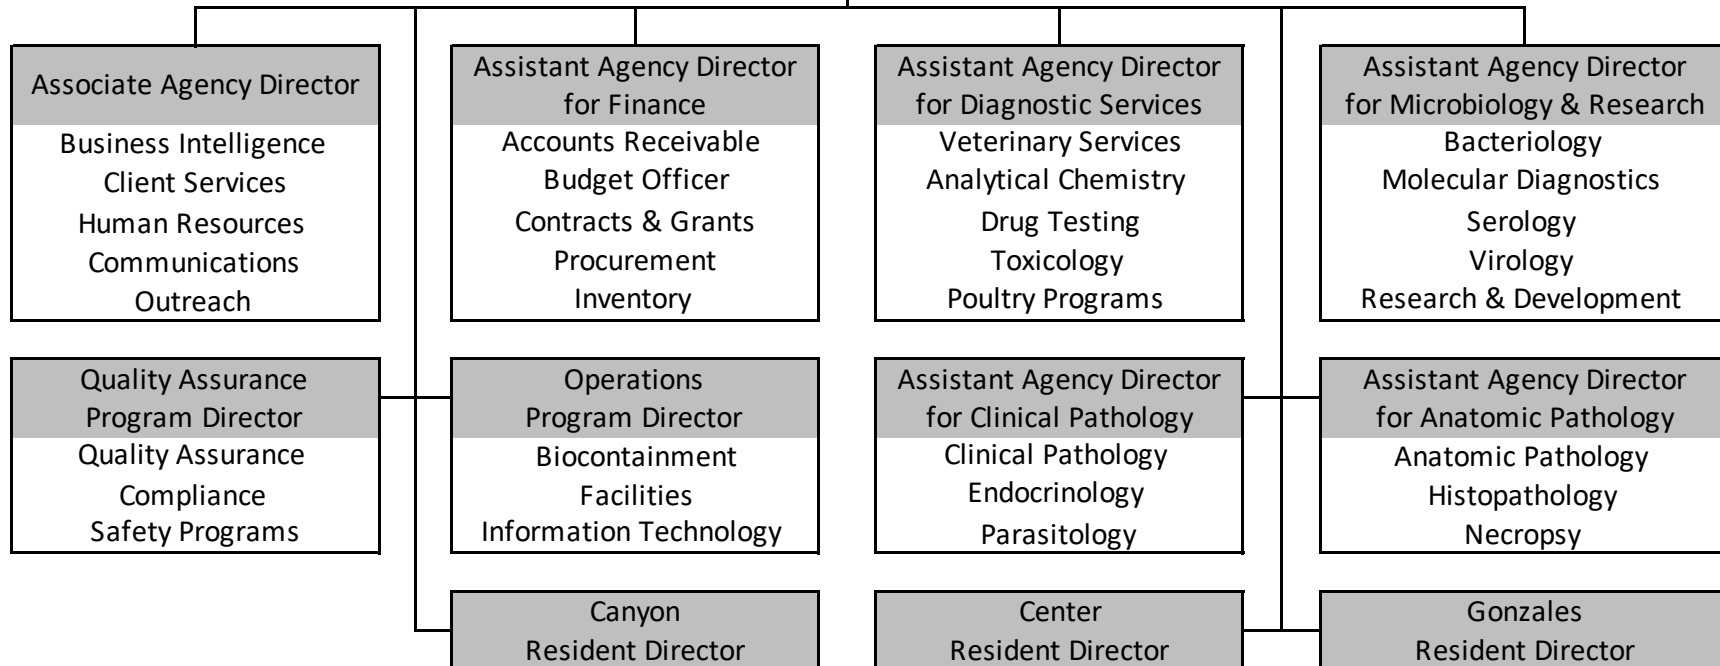 Associate Agency Director
Business Intelligence
Client Services
Human Resources
Communications
Outreach
Assistant Agency Director
for Finance
Accounts Receivable
Budget Officer
Contracts & Grants
Procurement
Inventory
Assistant Agency Director
for Diagnostic Services
Veterinary Services
Analytical Chemistry
Drug Testing
Toxicology
Poultry Programs
Assistant Agency Director
for Microbiology & Research
Bacteriology
Molecular Diagnostics
Serology
Virology
Research & Development
Quality Assurance
Program Director
Quality Assurance
Compliance
Safety Programs
Operations
Program Director
Biocontainment
Facilities
Information Technology
Assistant Agency Director
for Clinical Pathology
Clinical Pathology
Endocrinology
Parasitology
Assistant Agency Director
for Anatomic Pathology
Anatomic Pathology
Histopathology
Necropsy
Canyon
Resident Director
Center
Resident Director
Gonzales
Resident Director